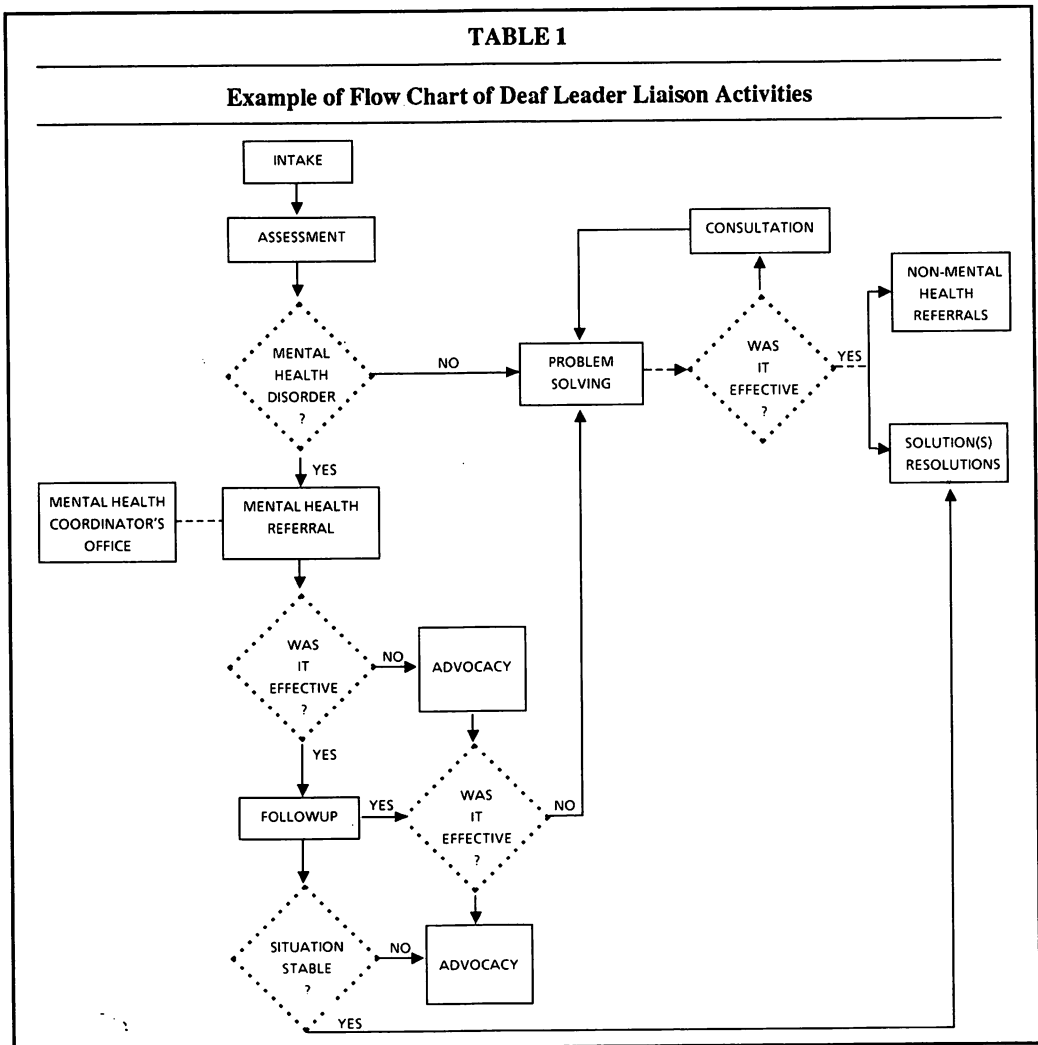 TABLE 1
Example of Flow Chart of Deaf Leader Liaison Activities
INTAKE
ASSESSMENT
MENTAL
HEALTH
DISORDER
?
NO
YES
PROBLEM
SOLVING
CONSULTATION
WAS
IT
EFFECTIVE
?
YES
NON-MENTAL
HEALTH
REFERRALS
SOLUTION(S)
RESOLUTIONS
MENTAL HEALTH
COORDINATOR'S
OFFICE
MENTAL HEALTH
REFERRAL
WAS
IT
EFFECTIVE
?
NO
ADVOCACY
YES
FOLLOWUP
YES
WAS
IT
EFFECTIVE
?
NO
SITUATION
STABLE
?
NO
ADVOCACY
YES